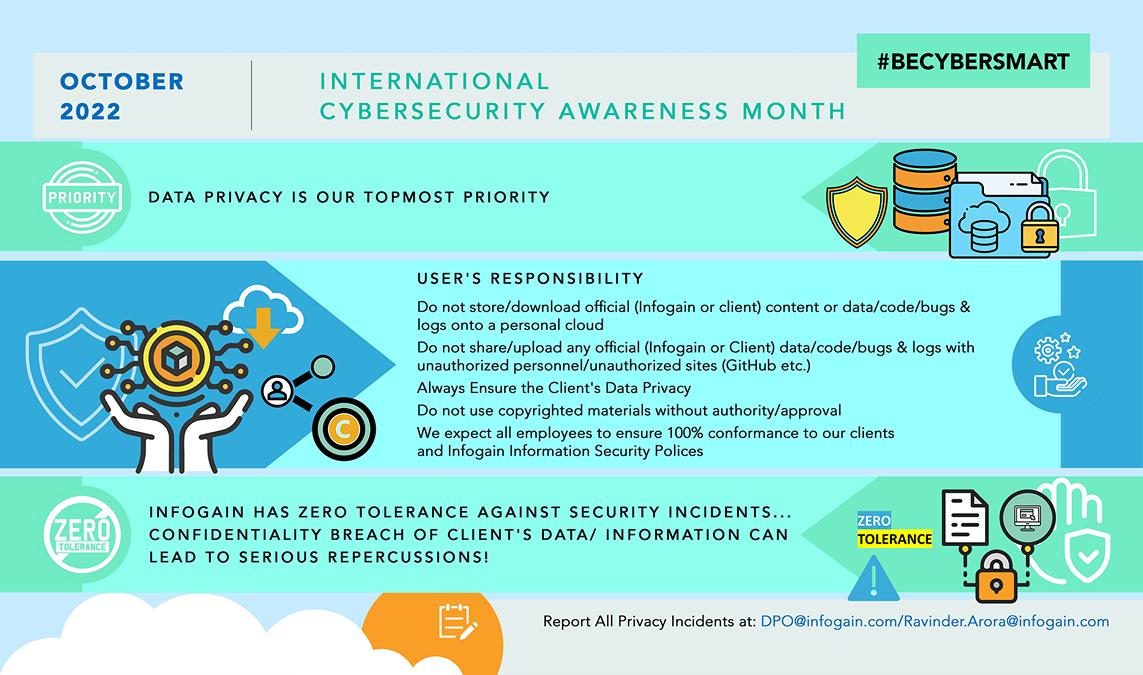 OCTOBER
2022
INTERNATIONAL
CYBERSECURITY AWARENESS MONTH
#BECYBERSMART
PRIORITY
DATA PRIVACY IS OUR TOPMOST PRIORITY
USER'S RESPONSIBILITY
Do not store/download official (Infogain or client) content or data/code/bugs &
logs onto a personal cloud
Do not share/upload any official (Infogain or Client) data/code/bugs & logs with
unauthorized personnel/unauthorized sites (GitHub etc.)
Always Ensure the Client's Data Privacy
Do not use copyrighted materials without authority/approval
We expect all employees to ensure 100% conformance to our clients
and Infogain Information Security Polices
C
ZERO
TOLERANCE
INFOGAIN HAS ZERO TOLERANCE AGAINST SECURITY INCIDENTS...
CONFIDENTIALITY BREACH OF CLIENT'S DATA/ INFORMATION CAN
LEAD TO SERIOUS REPERCUSSIONS!
ZERO
TOLERANCE
Report All Privacy Incidents at: DPO@infogain.com/Ravinder.Arora@infogain.com